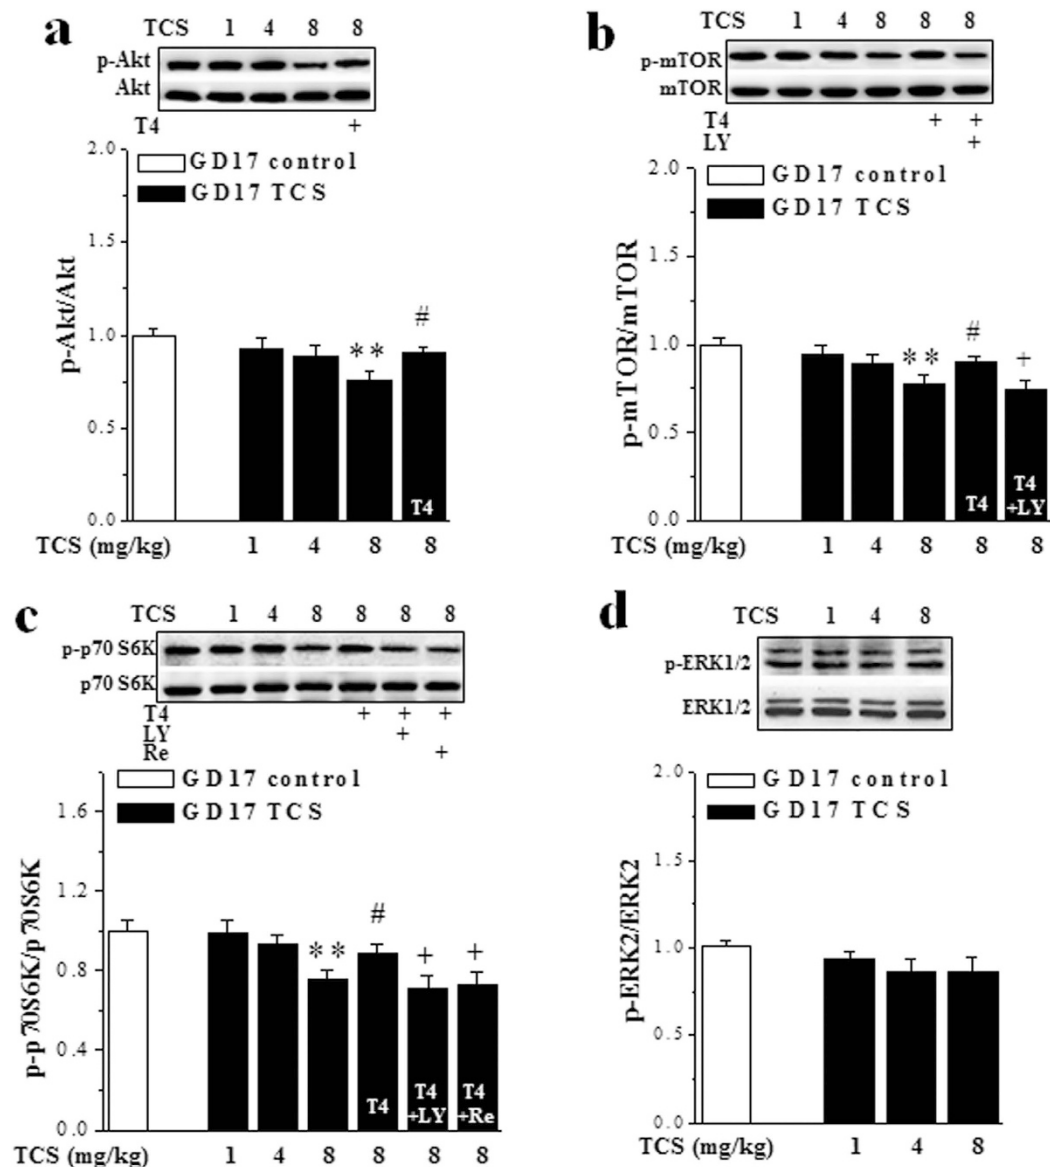 a
TCS 1 4 8 8
p-Akt
Akt
T4 +
2.0
1.5
1.0
0.5
0.0
p-Akt/Akt
GD17 control
GD17 TCS
**
#
T4
TCS (mg/kg) 1 4 8 8
b
TCS 1 4 8 8 8
p-mTOR
mTOR
T4 + +
LY +
2.0
1.5
1.0
0.5
0.0
p-mTOR/mTOR
GD17 control
GD17 TCS
**
#
+
T4
T4
+LY
TCS (mg/kg) 1 4 8 8 8
c
TCS 1 4 8 8 8 8
p-p70 S6K
p70 S6K
T4 + + +
LY +
Re +
1.6
1.2
0.8
0.4
0.0
p-p70S6K/p70S6K
GD17 control
GD17 TCS
**
#
+
+
T4
T4
+LY
T4
+Re
TCS (mg/kg) 1 4 8 8 8 8
d
TCS 1 4 8
p-ERK1/2
ERK1/2
2.0
1.5
1.0
0.5
0.0
p-ERK2/ERK2
GD17 control
GD17 TCS
TCS (mg/kg) 1 4 8